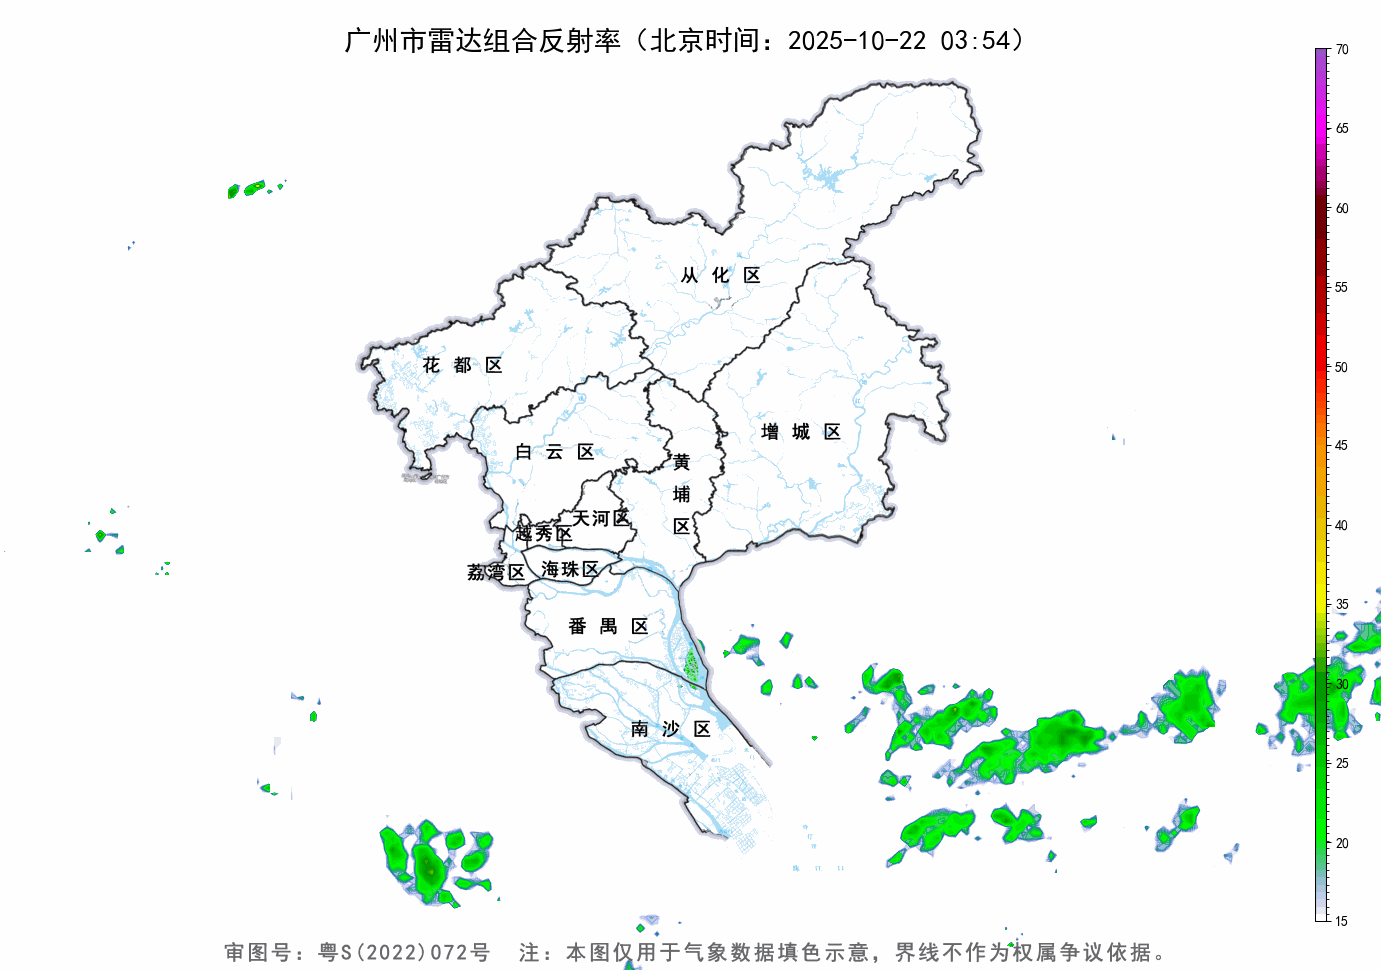 广州市雷达组合反射率（北京时间：2025-10-22 03:54）
70
65
60
55
50
45
40
35
30
25
20
15
从化区
花都区
增城区
白云区
黄埔区
天河区
越秀区
荔湾区
海珠区
番禺区
南沙区
审图号：粤S(2022)072号 注：本图仅用于气象数据填色示意，界线不作为权属争议依据。